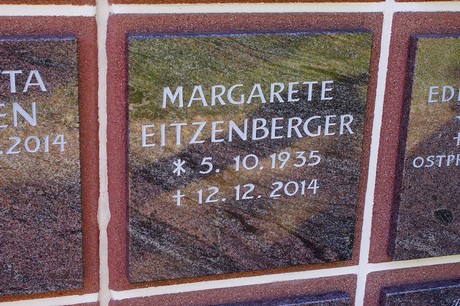 TA
EN
.2014
MARGARETE
EITZENBERGER
* 5. 10. 1935
† 12. 12. 2014
ED
†
OSTPR